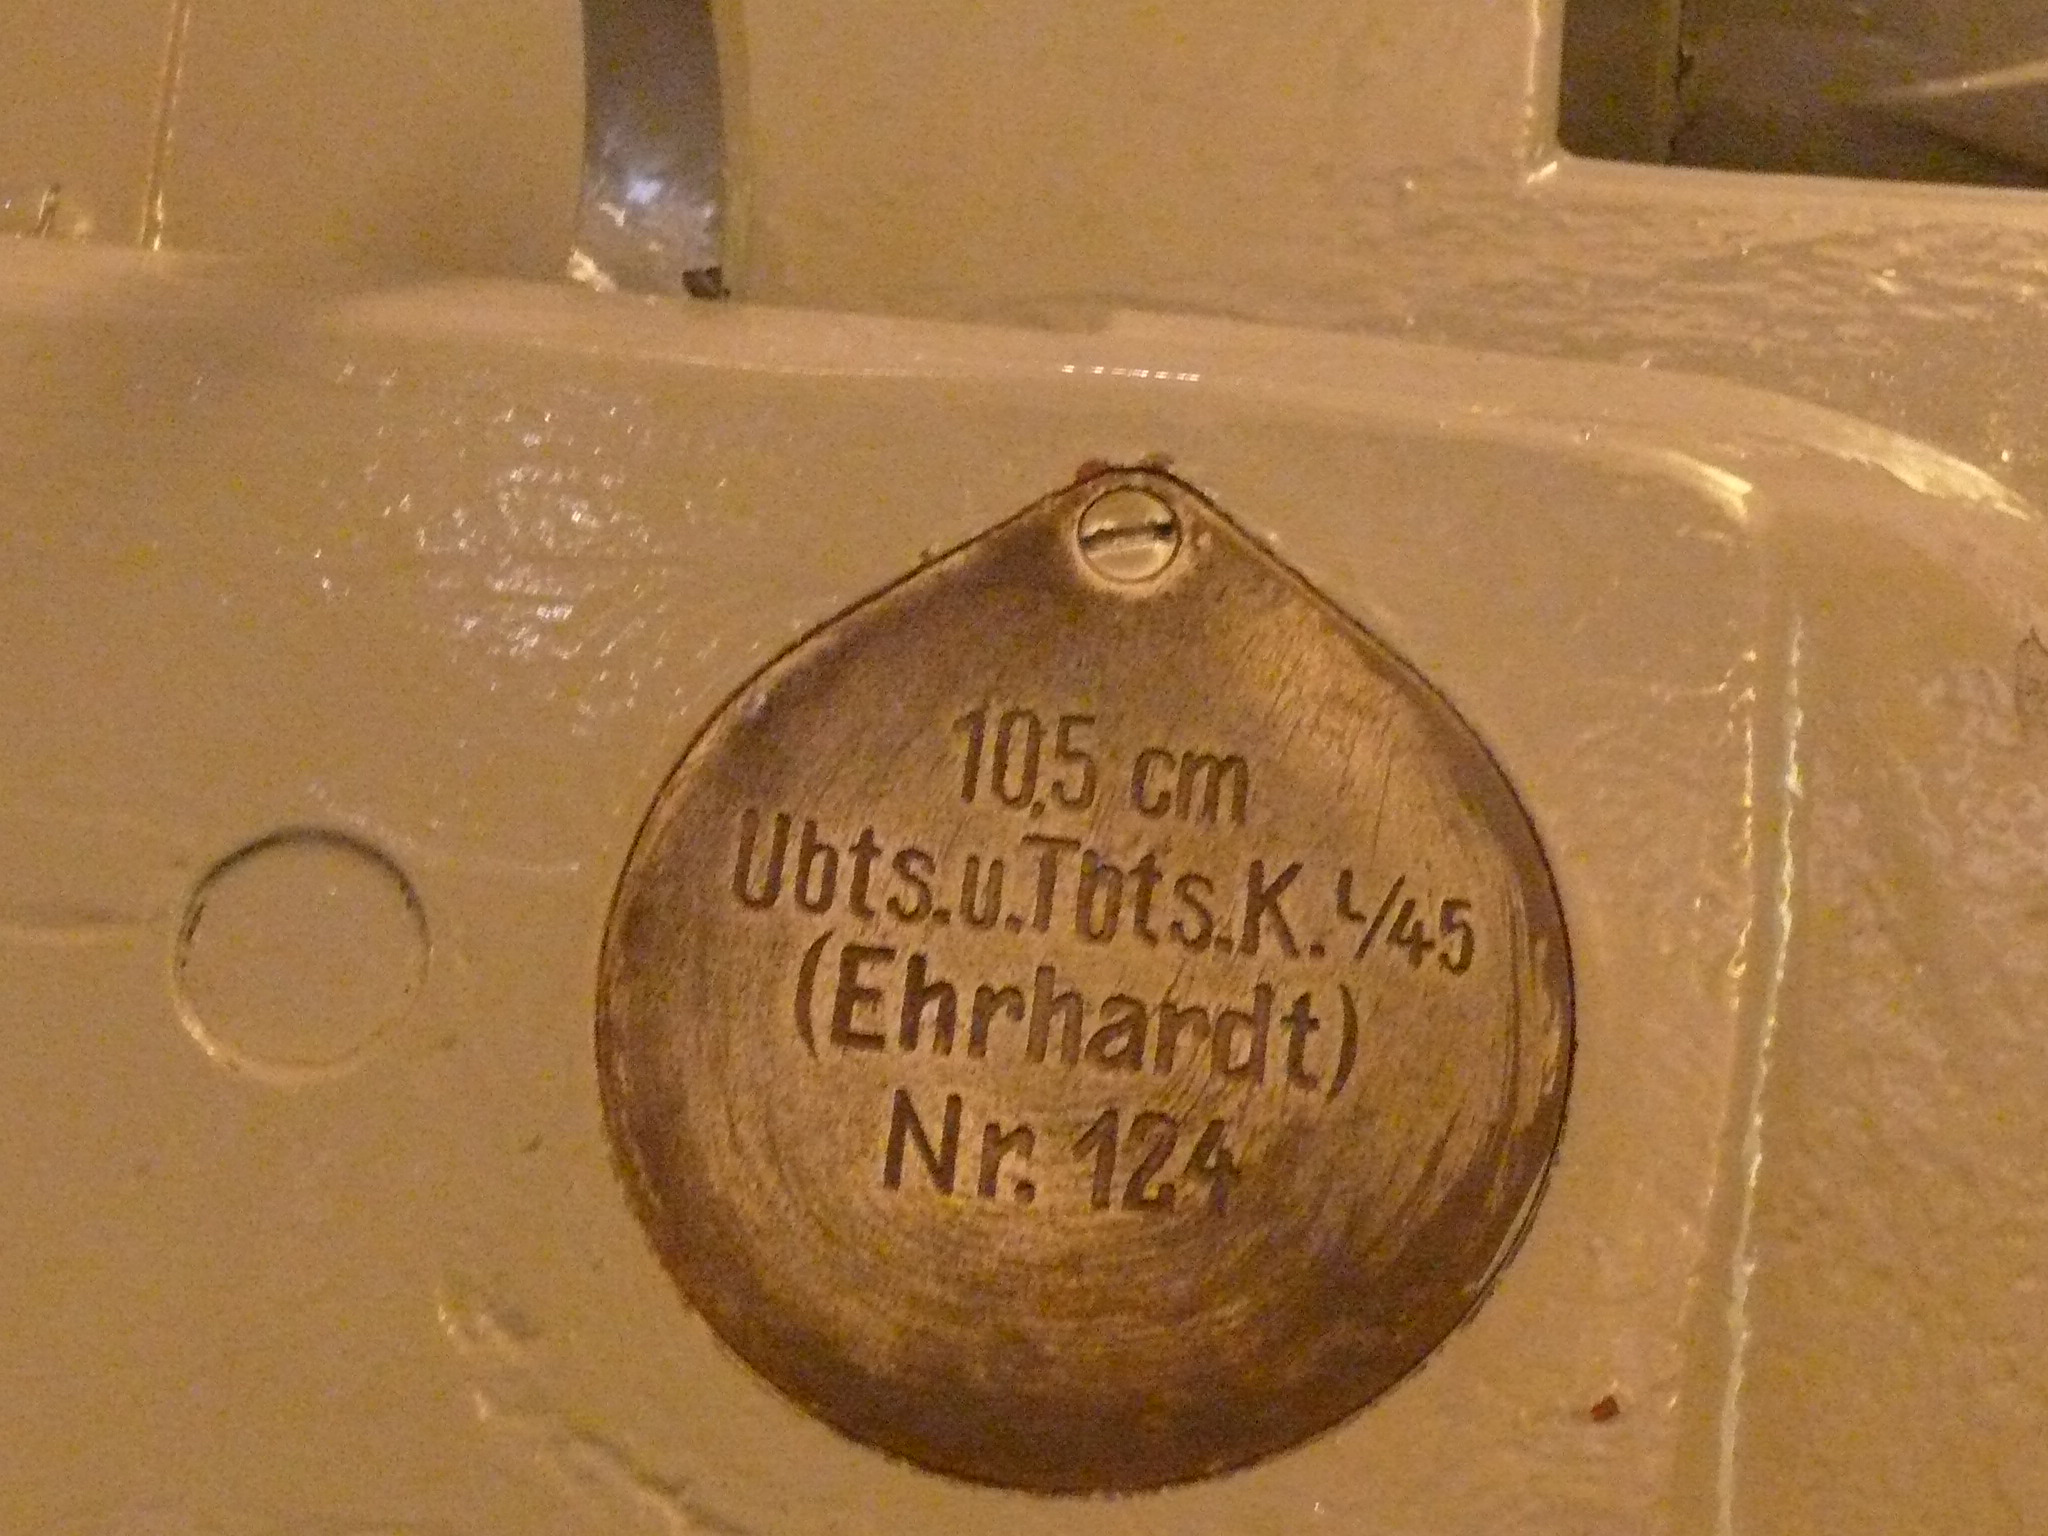 10,5 cm
Ubts.u.Tbts.K. L/45
(Ehrhardt)
Nr. 124